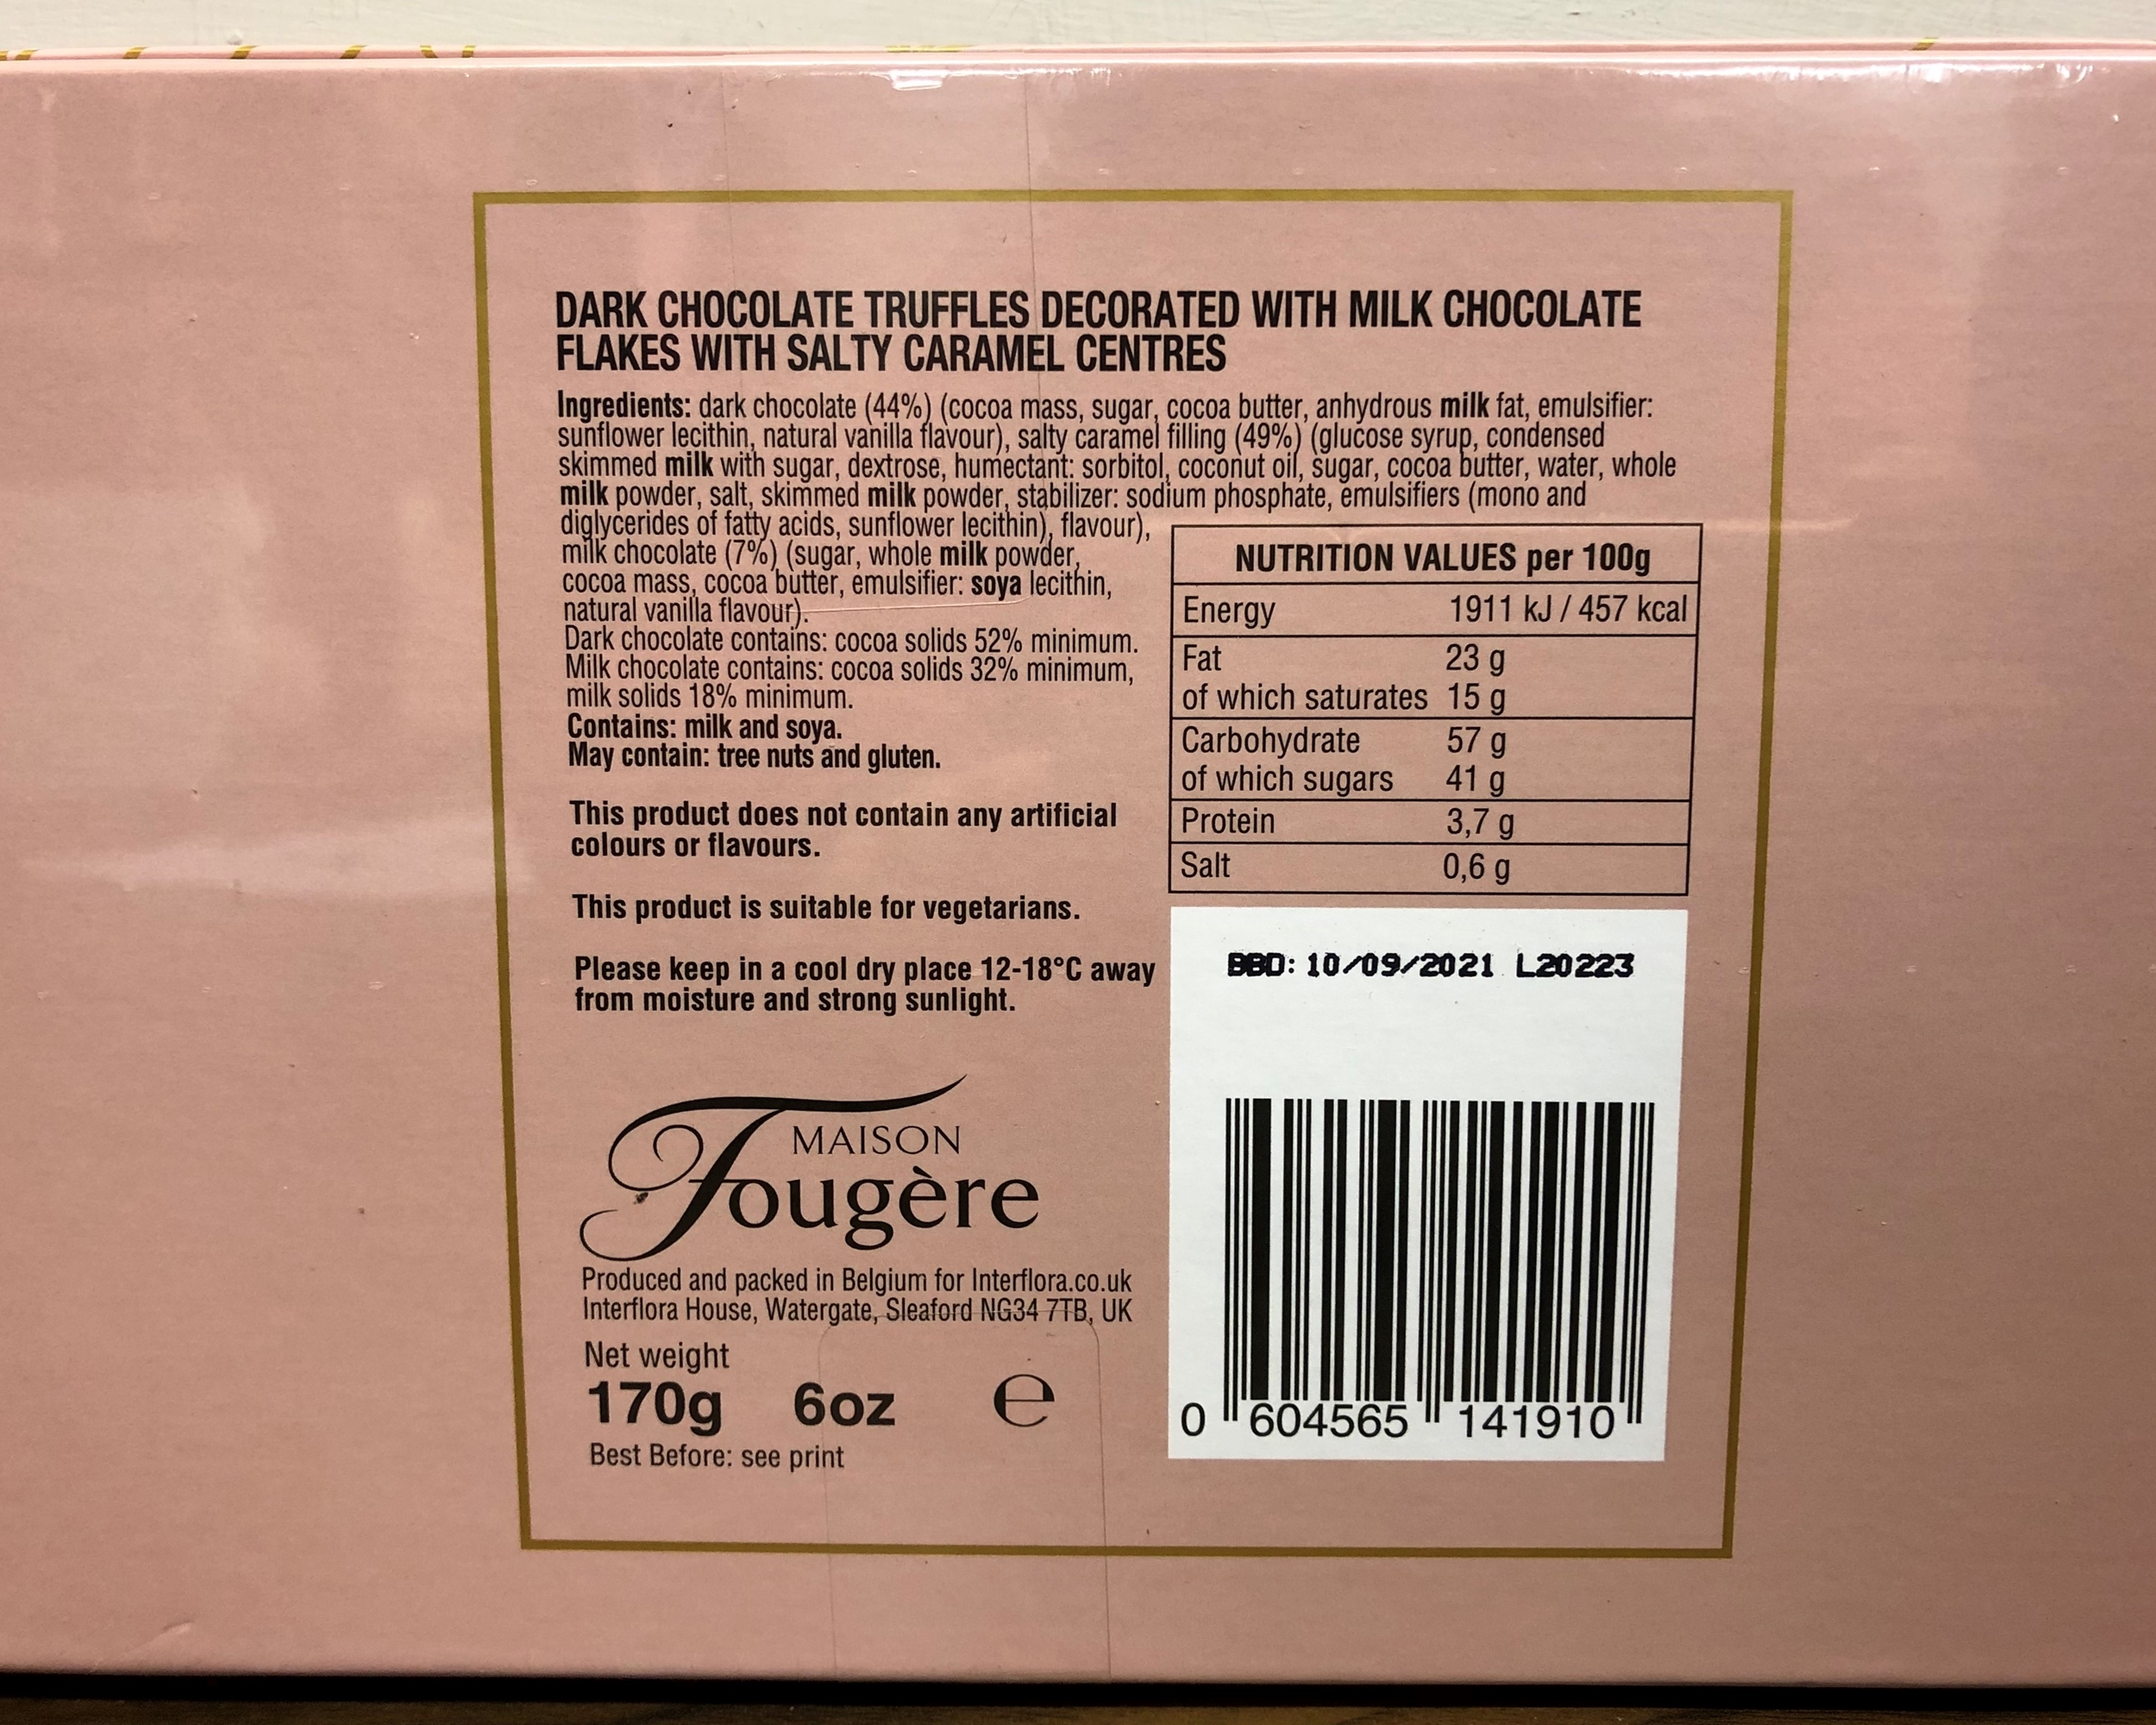 DARK CHOCOLATE TRUFFLES DECORATED WITH MILK CHOCOLATE
FLAKES WITH SALTY CARAMEL CENTRES
Ingredients: dark chocolate (44%) (cocoa mass, sugar, cocoa butter, anhydrous milk fat, emulsifier:
sunflower lecithin, natural vanilla flavour), salty caramel filling (49%) (glucose syrup, condensed
skimmed milk with sugar, dextrose, humectant: sorbitol, coconut oil, sugar, cocoa butter, water, whole
milk powder, salt, skimmed milk powder, stabilizer: sodium phosphate, emulsifiers (mono and
diglycerides of fatty acids, sunflower lecithin), flavour),
milk chocolate (7%) (sugar, whole milk powder,
cocoa mass, cocoa butter, emulsifier: soya lecithin,
natural vanilla flavour).
Dark chocolate contains: cocoa solids 52% minimum.
Milk chocolate contains: cocoa solids 32% minimum,
milk solids 18% minimum.
Contains: milk and soya.
May contain: tree nuts and gluten.
This product does not contain any artificial
colours or flavours.
This product is suitable for vegetarians.
Please keep in a cool dry place 12-18°C away
from moisture and strong sunlight.
NUTRITION VALUES per 100g
Energy 1911 kJ / 457 kcal
Fat 23 g
of which saturates 15 g
Carbohydrate 57 g
of which sugars 41 g
Protein 3,7 g
Salt 0,6 g
BBD: 10/09/2021 L20223
MAISON
Fougère
Produced and packed in Belgium for Interflora.co.uk
Interflora House, Watergate, Sleaford NG34 7TB, UK
Net weight
170g 6oz e
Best Before: see print
0 604565 141910